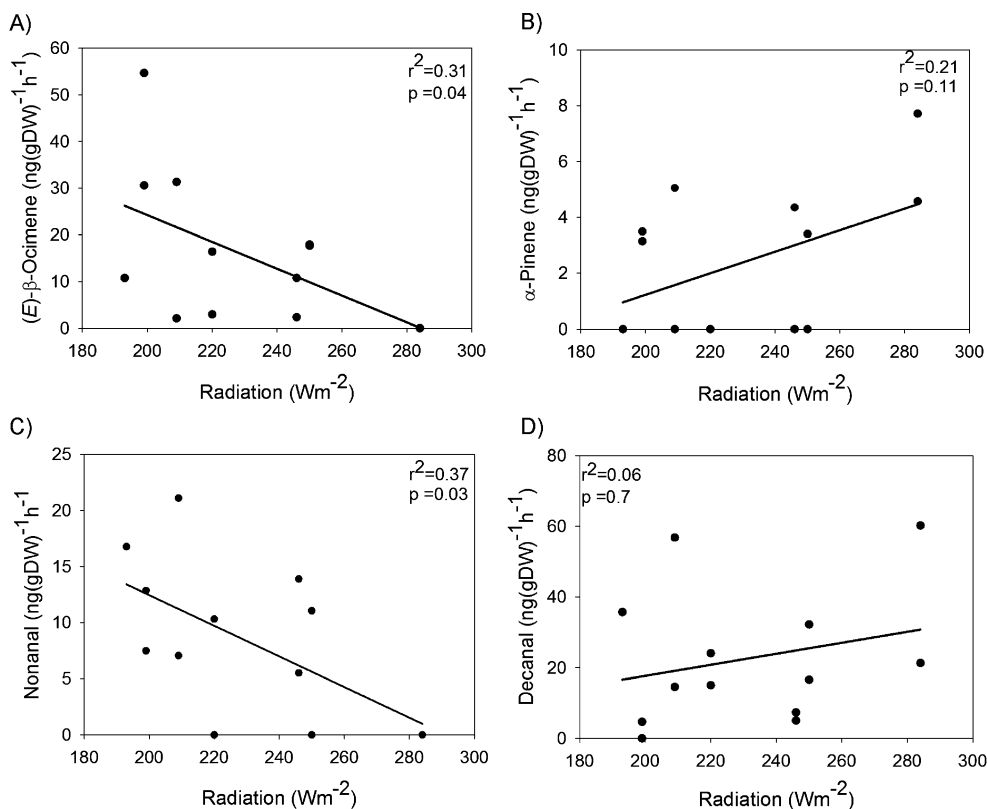 A)
(E)-β-Ocimene (ng(gDW)⁻¹h⁻¹)
60
50
40
30
20
10
0
r²=0.31
p =0.04
180 200 220 240 260 280 300
Radiation (Wm⁻²)
B)
α-Pinene (ng(gDW)⁻¹h⁻¹)
10
8
6
4
2
0
r²=0.21
p =0.11
180 200 220 240 260 280 300
Radiation (Wm⁻²)
C)
Nonanal (ng(gDW)⁻¹h⁻¹
25
20
15
10
5
0
r²=0.37
p =0.03
180 200 220 240 260 280 300
Radiation (Wm⁻²)
D)
Decanal (ng(gDW)⁻¹h⁻¹)
80
60
40
20
0
r²=0.06
p =0.7
180 200 220 240 260 280 300
Radiation (Wm⁻²)